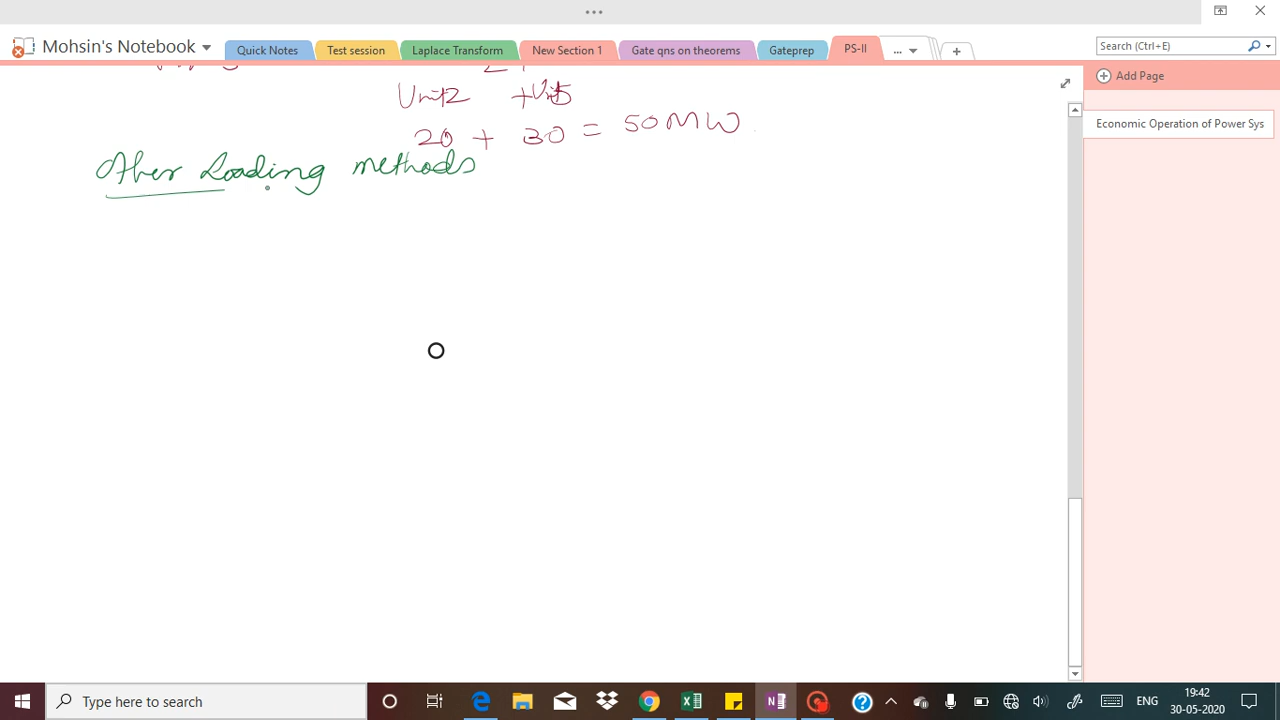 Mohsin's Notebook
Quick Notes
Test session
Laplace Transform
New Section 1
Gate qns on theorems
Gateprep
PS-II
...
+
Search (Ctrl+E)
Add Page
Economic Operation of Power Sys
Unit2 + Unit5
20 + 30 = 50MW
Other Loading methods
Type here to search
ENG
19:42
30-05-2020